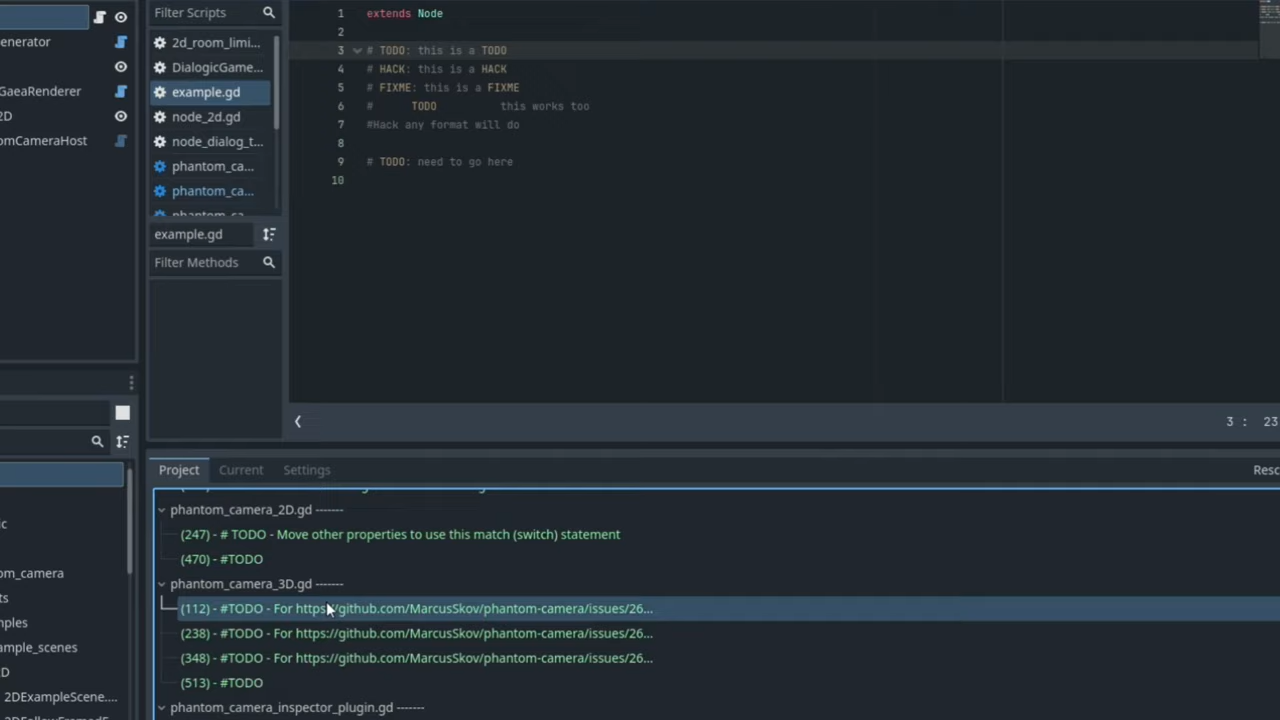 enerator
GaeaRenderer
D
omCameraHost
c
om_camera
ts
nples
ample_scenes
D
2DExampleScene....
Filter Scripts
2d_room_limi...
DialogicGame...
example.gd
node_2d.gd
node_dialog_t...
phantom_ca...
phantom_ca...
phantom_ca
example.gd
Filter Methods
1 extends Node
2
3 # TODO: this is a TODO
4 # HACK: this is a HACK
5 # FIXME: this is a FIXME
6 # TODO this works too
7 #Hack any format will do
8
9 # TODO: need to go here
10
3 : 23
Project Current Settings
Resc
phantom_camera_2D.gd -------
(247) - # TODO - Move other properties to use this match (switch) statement
(470) - #TODO
phantom_camera_3D.gd -------
(112) - #TODO - For https://github.com/MarcusSkov/phantom-camera/issues/26...
(238) - #TODO - For https://github.com/MarcusSkov/phantom-camera/issues/26...
(348) - #TODO - For https://github.com/MarcusSkov/phantom-camera/issues/26...
(513) - #TODO
phantom_camera_inspector_plugin.gd -------